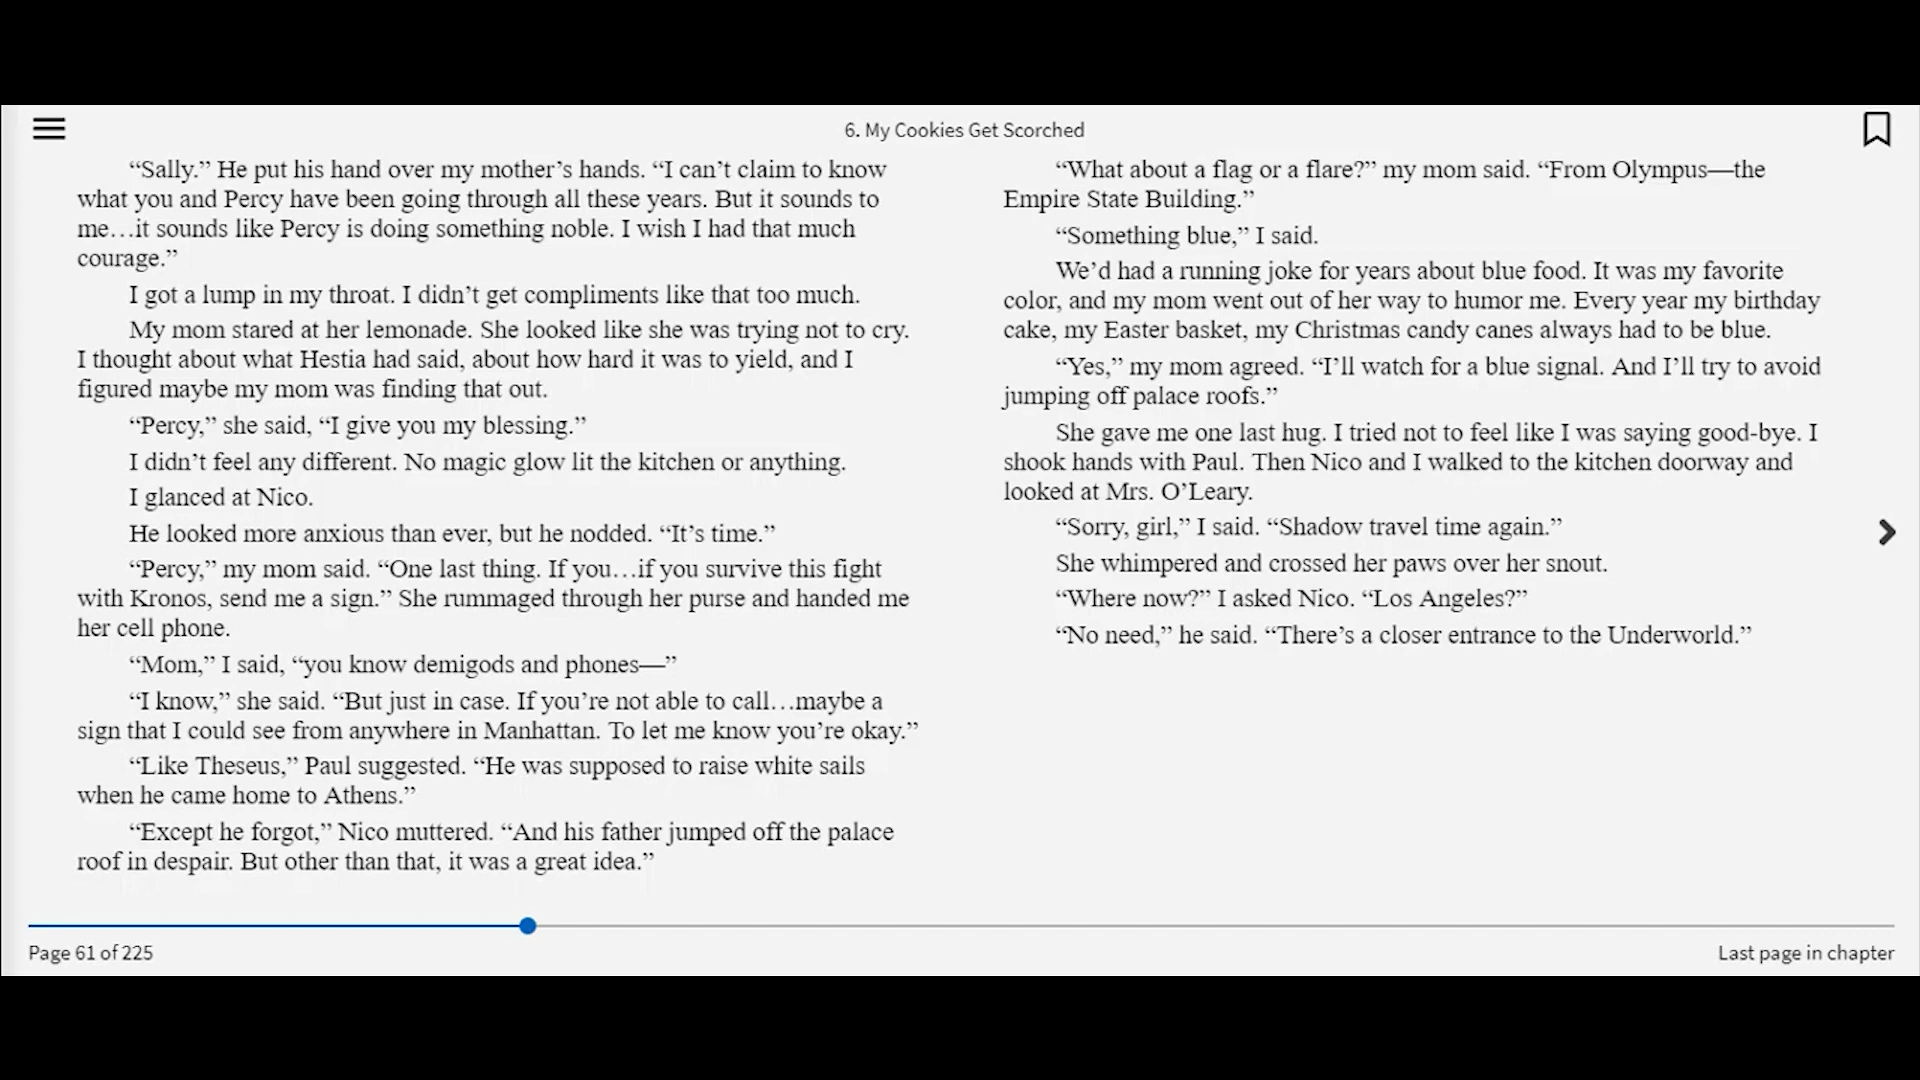 6. My Cookies Get Scorched
“Sally.” He put his hand over my mother’s hands. “I can’t claim to know
what you and Percy have been going through all these years. But it sounds to
me…it sounds like Percy is doing something noble. I wish I had that much
courage.”
I got a lump in my throat. I didn’t get compliments like that too much.
My mom stared at her lemonade. She looked like she was trying not to cry.
I thought about what Hestia had said, about how hard it was to yield, and I
figured maybe my mom was finding that out.
“Percy,” she said, “I give you my blessing.”
I didn’t feel any different. No magic glow lit the kitchen or anything.
I glanced at Nico.
He looked more anxious than ever, but he nodded. “It’s time.”
“Percy,” my mom said. “One last thing. If you…if you survive this fight
with Kronos, send me a sign.” She rummaged through her purse and handed me
her cell phone.
“Mom,” I said, “you know demigods and phones—”
“I know,” she said. “But just in case. If you’re not able to call…maybe a
sign that I could see from anywhere in Manhattan. To let me know you’re okay.”
“Like Theseus,” Paul suggested. “He was supposed to raise white sails
when he came home to Athens.”
“Except he forgot,” Nico muttered. “And his father jumped off the palace
roof in despair. But other than that, it was a great idea.”
“What about a flag or a flare?” my mom said. “From Olympus—the
Empire State Building.”
“Something blue,” I said.
We’d had a running joke for years about blue food. It was my favorite
color, and my mom went out of her way to humor me. Every year my birthday
cake, my Easter basket, my Christmas candy canes always had to be blue.
“Yes,” my mom agreed. “I’ll watch for a blue signal. And I’ll try to avoid
jumping off palace roofs.”
She gave me one last hug. I tried not to feel like I was saying good-bye. I
shook hands with Paul. Then Nico and I walked to the kitchen doorway and
looked at Mrs. O’Leary.
“Sorry, girl,” I said. “Shadow travel time again.”
She whimpered and crossed her paws over her snout.
“Where now?” I asked Nico. “Los Angeles?”
“No need,” he said. “There’s a closer entrance to the Underworld.”
Page 61 of 225
Last page in chapter